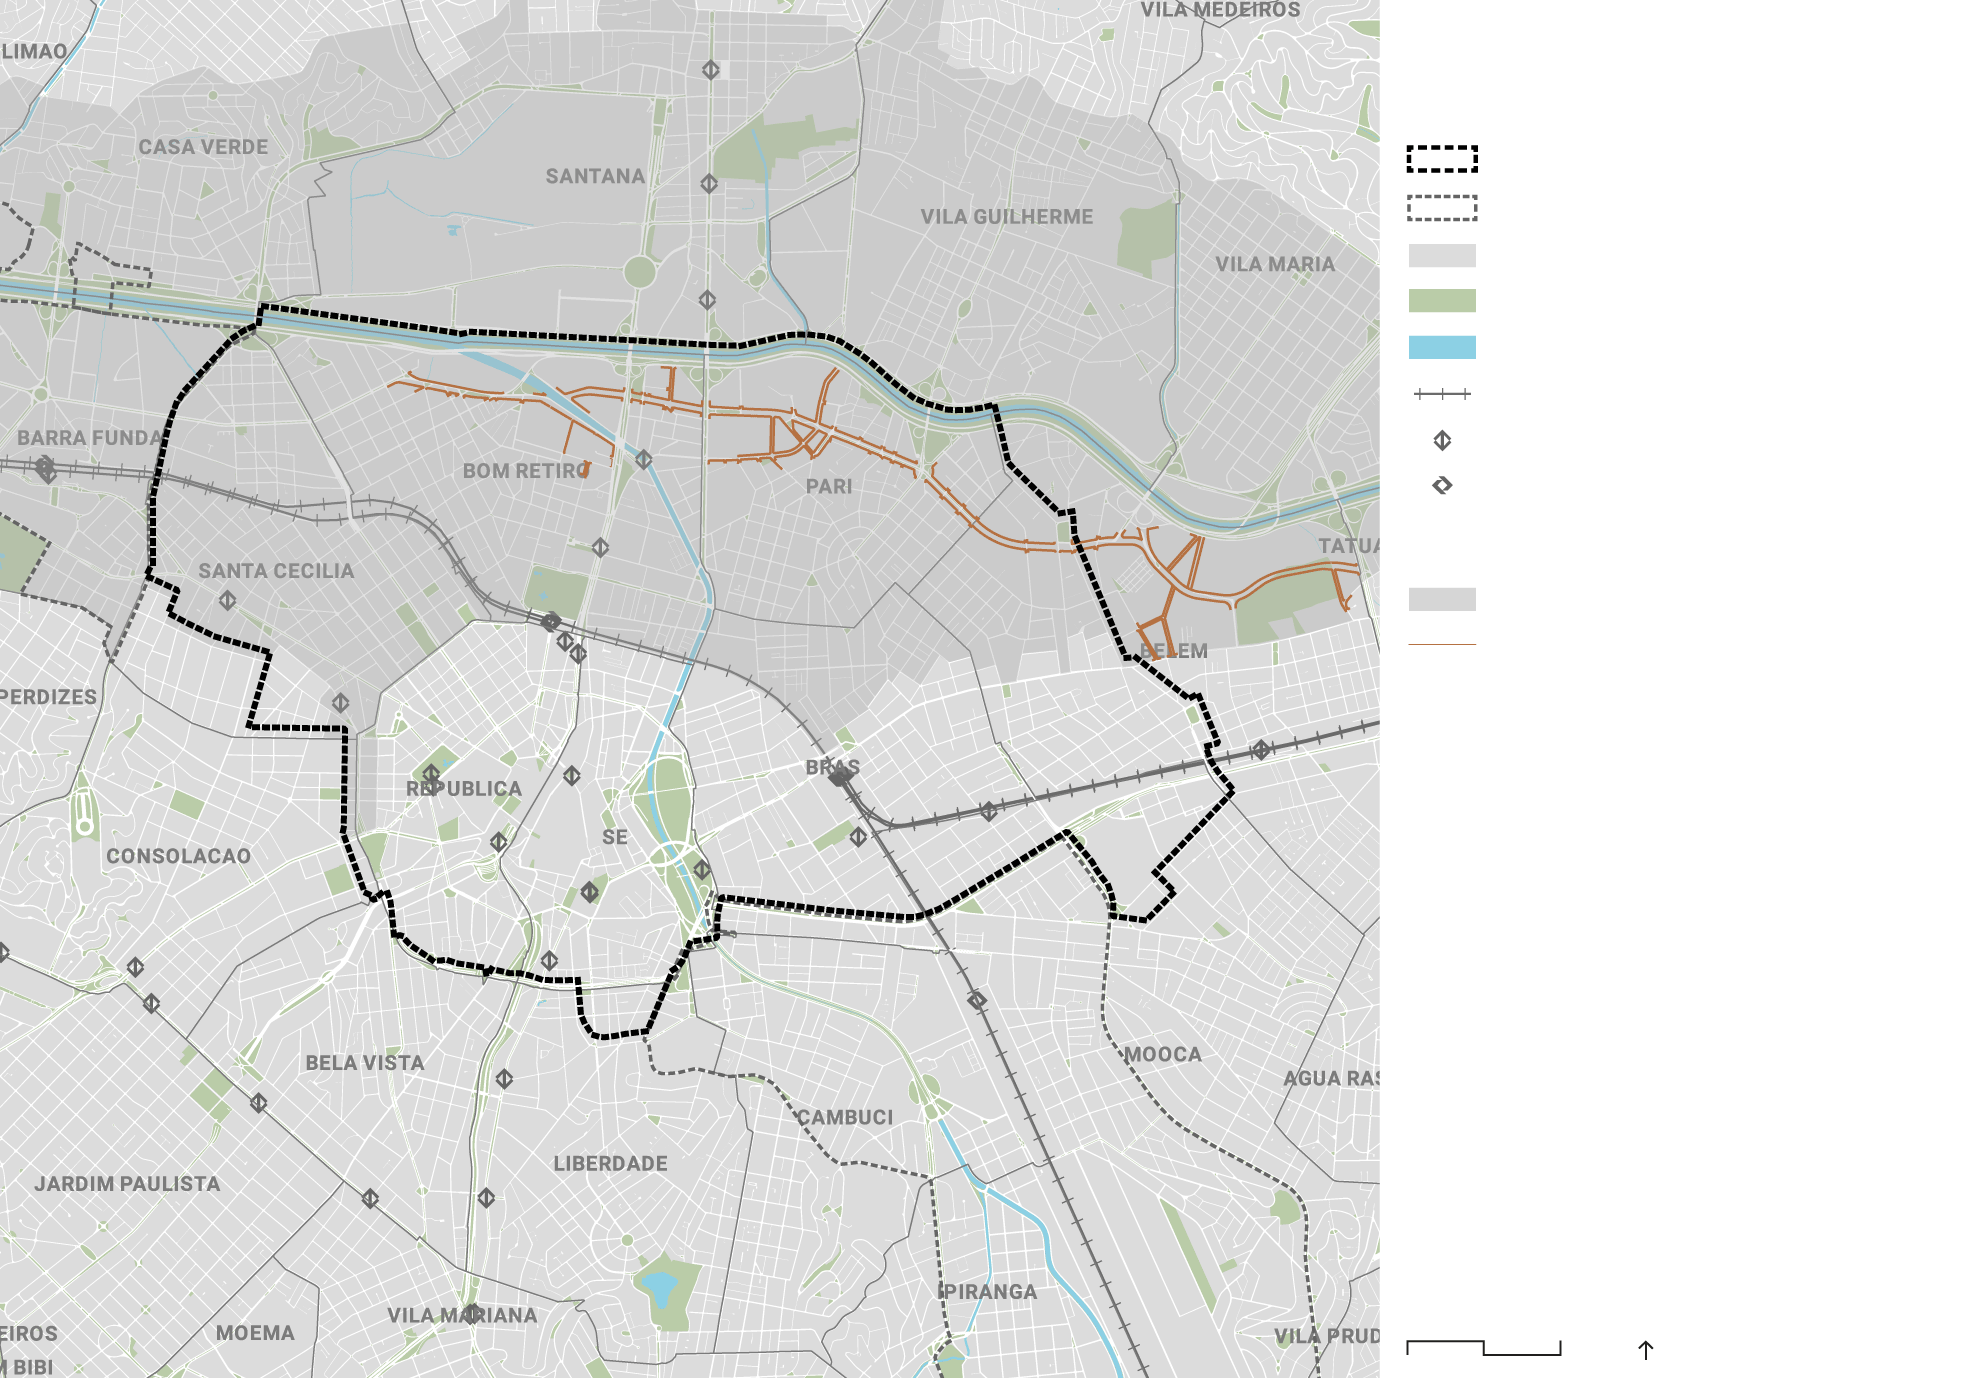 VILA MEDEIROS
LIMAO
CASA VERDE
SANTANA
VILA GUILHERME
VILA MARIA
BARRA FUNDA
BOM RETIRO
PARI
TATUA
SANTA CECILIA
BELEM
PERDIZES
BRAS
REPUBLICA
SE
CONSOLACAO
MOOCA
BELA VISTA
AGUA RAS
CAMBUCI
LIBERDADE
JARDIM PAULISTA
IPIRANGA
VILA MARIANA
MOEMA
EIROS
VILA PRUD
M BIBI